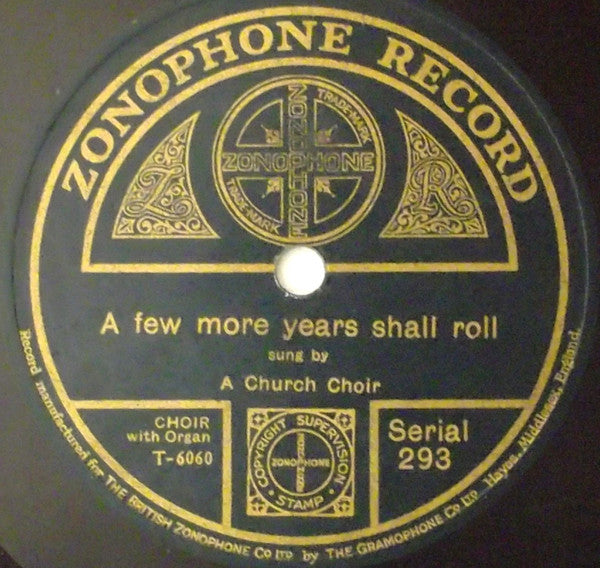 ZONOPHONE RECORD
TRADE-MARK
ZONOPHONE
ZONOPHONE
TRADE-MARK
Z
R
A few more years shall roll
sung by
A Church Choir
CHOIR
with Organ
T-6060
COPYRIGHT SUPERVISION
ZONOPHONE
ZONOPHONE
STAMP
Serial
293
Record manufactured for THE BRITISH ZONOPHONE Co LTD by THE GRAMOPHONE Co LTD Hayes, Middlesex, England.